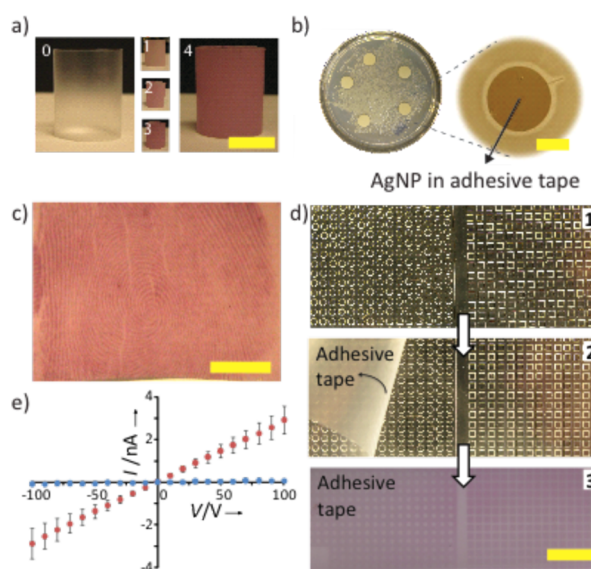 a)
0
1
2
3
4
b)
AgNP in adhesive tape
c)
d)
1
2
Adhesive
tape
3
Adhesive
tape
e)
I /nA
4
2
0
-2
-4
-100
-50
0
50
100
V/V